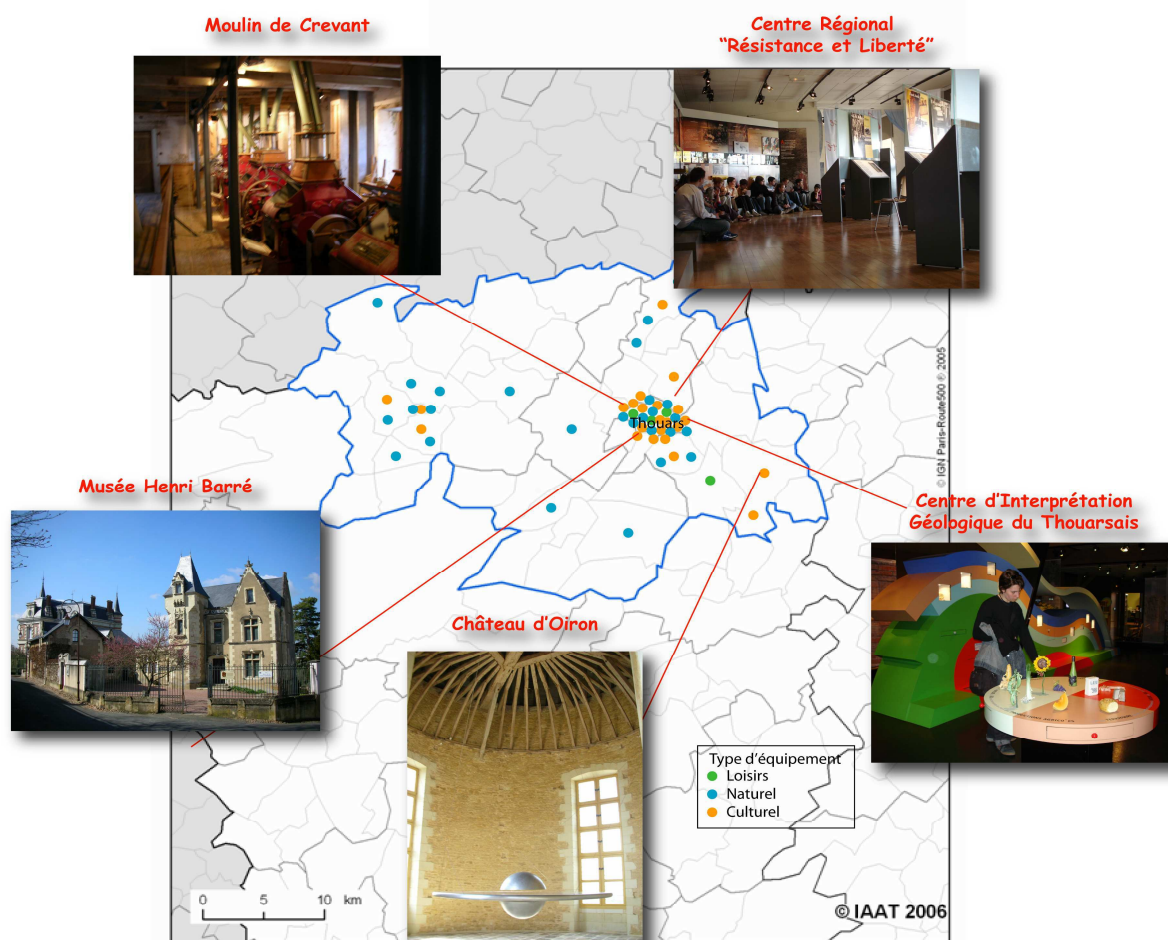 Moulin de Crevant
Centre Régional
“Résistance et Liberté”
© IGN Paris-Route500 ® 2005
Thouars
Musée Henri Barré
Centre d’Interprétation
Géologique du Thouarsais
Château d’Oiron
Type d’équipement
Loisirs
Naturel
Culturel
0 5 10 km
© IAAT 2006